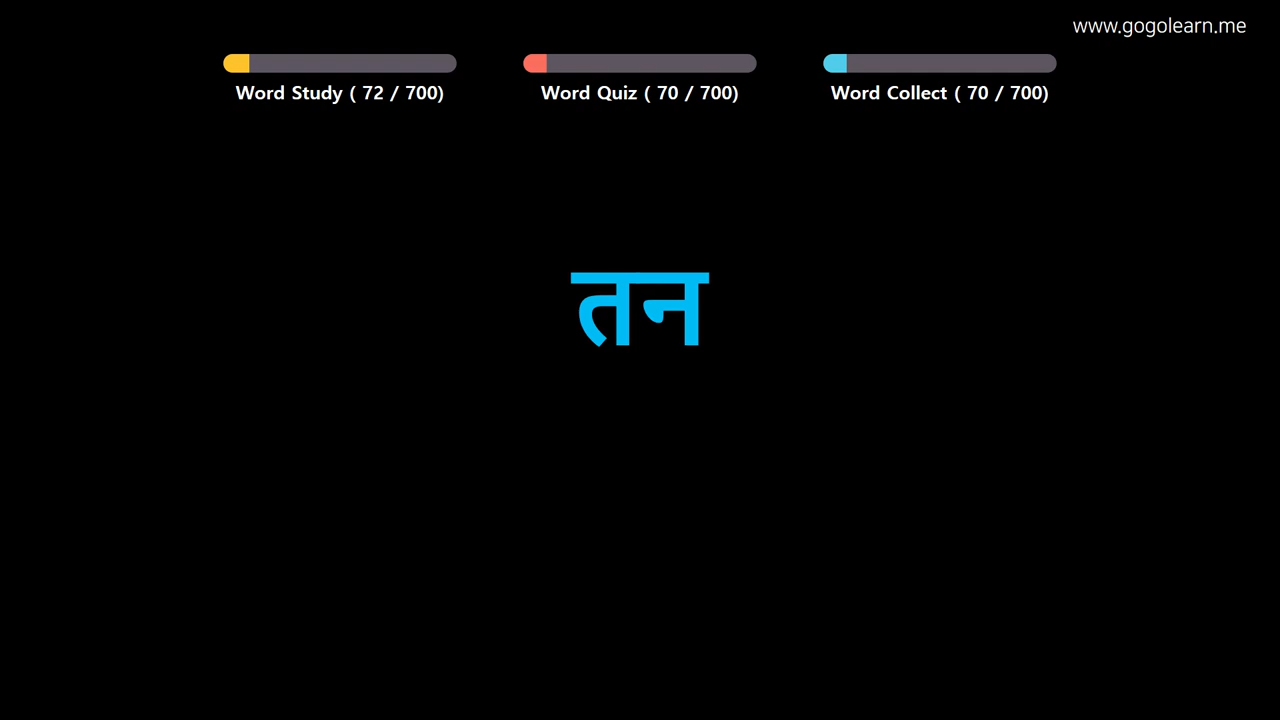 www.gogolearn.me
Word Study ( 72 / 700)
Word Quiz ( 70 / 700)
Word Collect ( 70 / 700)
तन